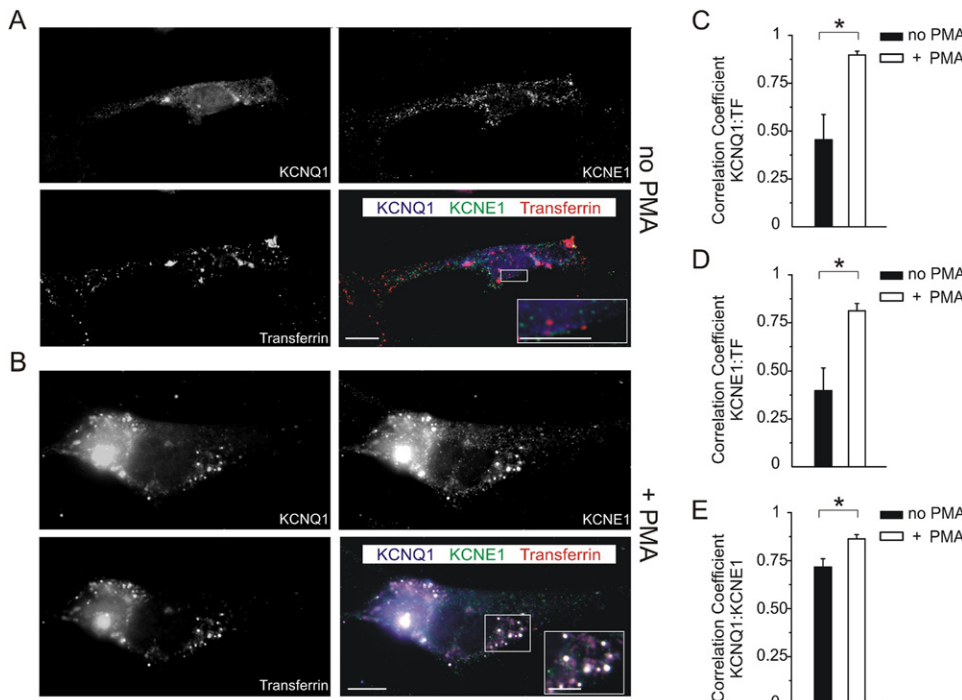 A
KCNQ1
KCNE1
no PMA
Transferrin
KCNQ1 KCNE1 Transferrin
B
KCNQ1
KCNE1
+ PMA
Transferrin
KCNQ1 KCNE1 Transferrin
C
Correlation Coefficient
KCNQ1:TF
1
0.75
0.50
0.25
0
*
no PMA
+ PMA
D
Correlation Coefficient
KCNE1:TF
1
0.75
0.50
0.25
0
*
no PMA
+ PMA
E
Correlation Coefficient
KCNQ1:KCNE1
1
0.75
0.50
0.25
0
*
no PMA
+ PMA